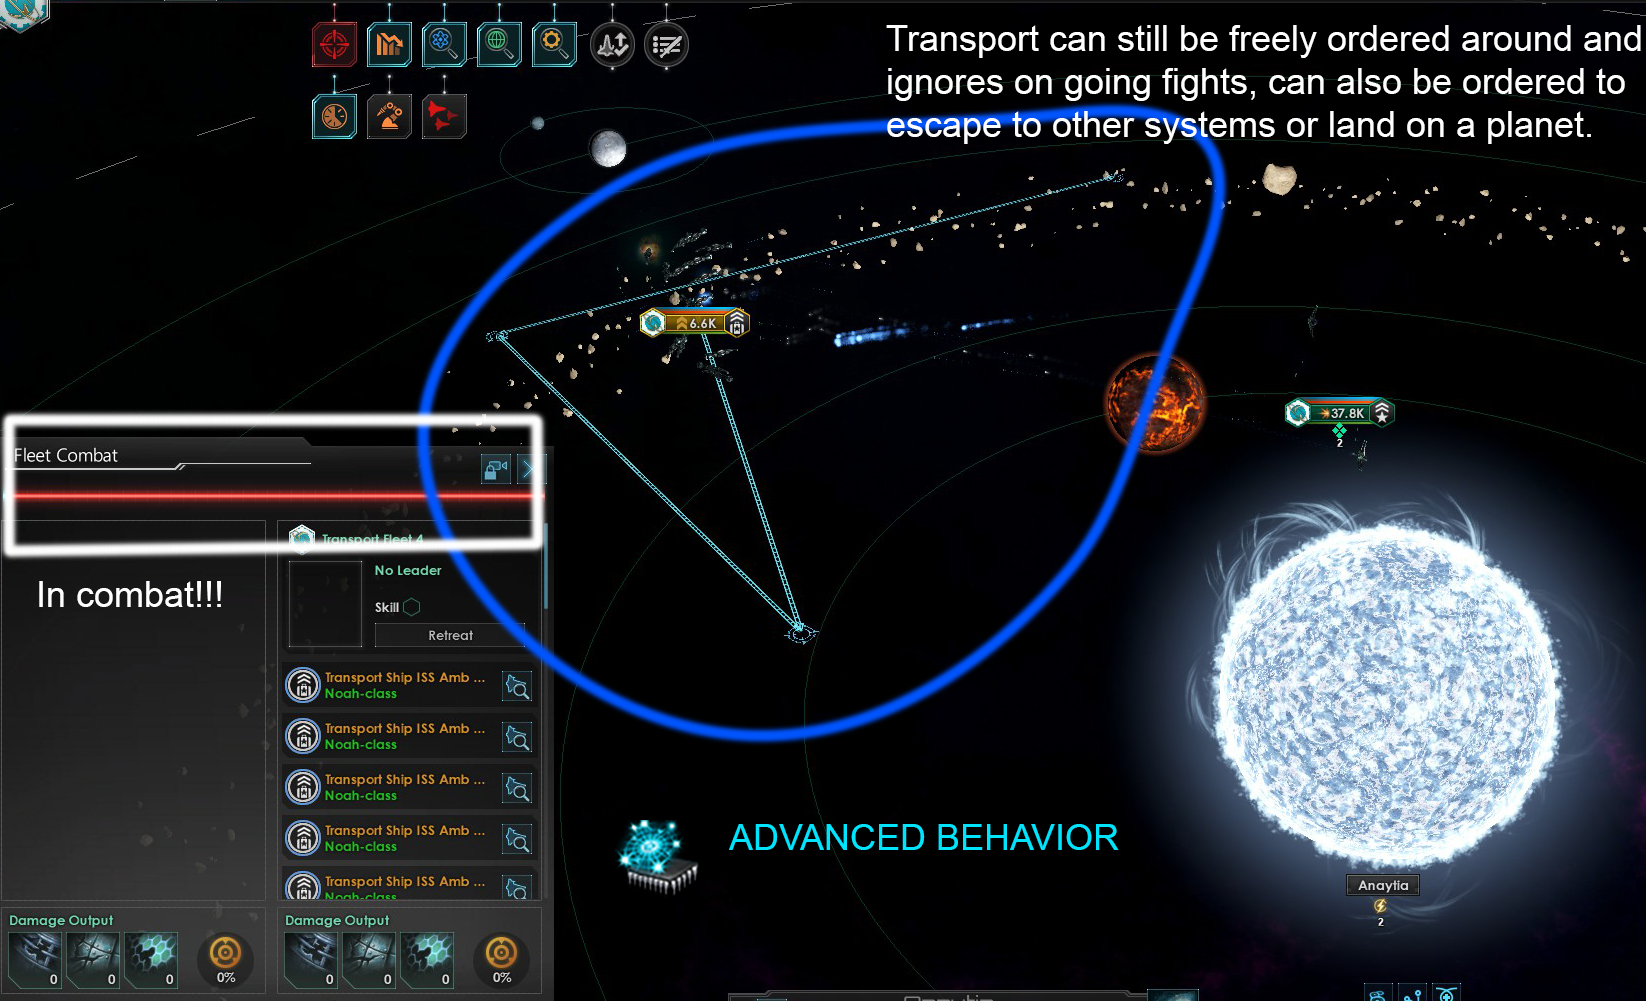 Transport can still be freely ordered around and
ignores on going fights, can also be ordered to
escape to other systems or land on a planet.
6.6K
37.8K
2
Fleet Combat
Transport Fleet 4
In combat!!!
No Leader
Skill
Retreat
Transport Ship ISS Amb ...
Noah-class
Transport Ship ISS Amb ...
Noah-class
Transport Ship ISS Amb ...
Noah-class
Transport Ship ISS Amb ...
Noah-class
Transport Ship ISS Amb ...
Noah-class
ADVANCED BEHAVIOR
Anaytia
2
Damage Output
0
0
0
0%
Damage Output
0
0
0
0%